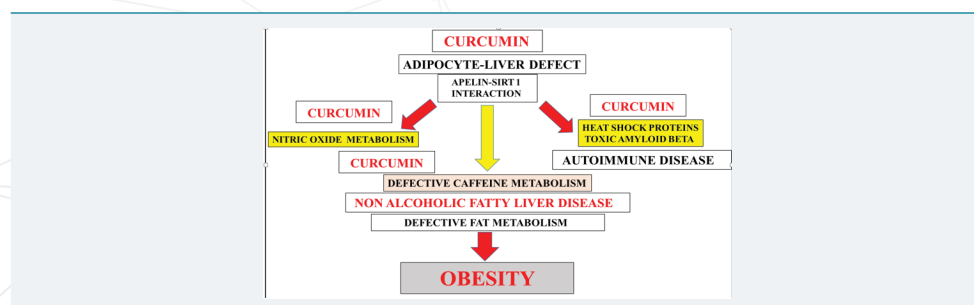 CURCUMIN
ADIPOCYTE-LIVER DEFECT
APELIN-SIRT 1
INTERACTION
CURCUMIN
NITRIC OXIDE METABOLISM
CURCUMIN
HEAT SHOCK PROTEINS
TOXIC AMYLOID BETA
AUTOIMMUNE DISEASE
CURCUMIN
DEFECTIVE CAFFEINE METABOLISM
NON ALCOHOLIC FATTY LIVER DISEASE
DEFECTIVE FAT METABOLISM
OBESITY